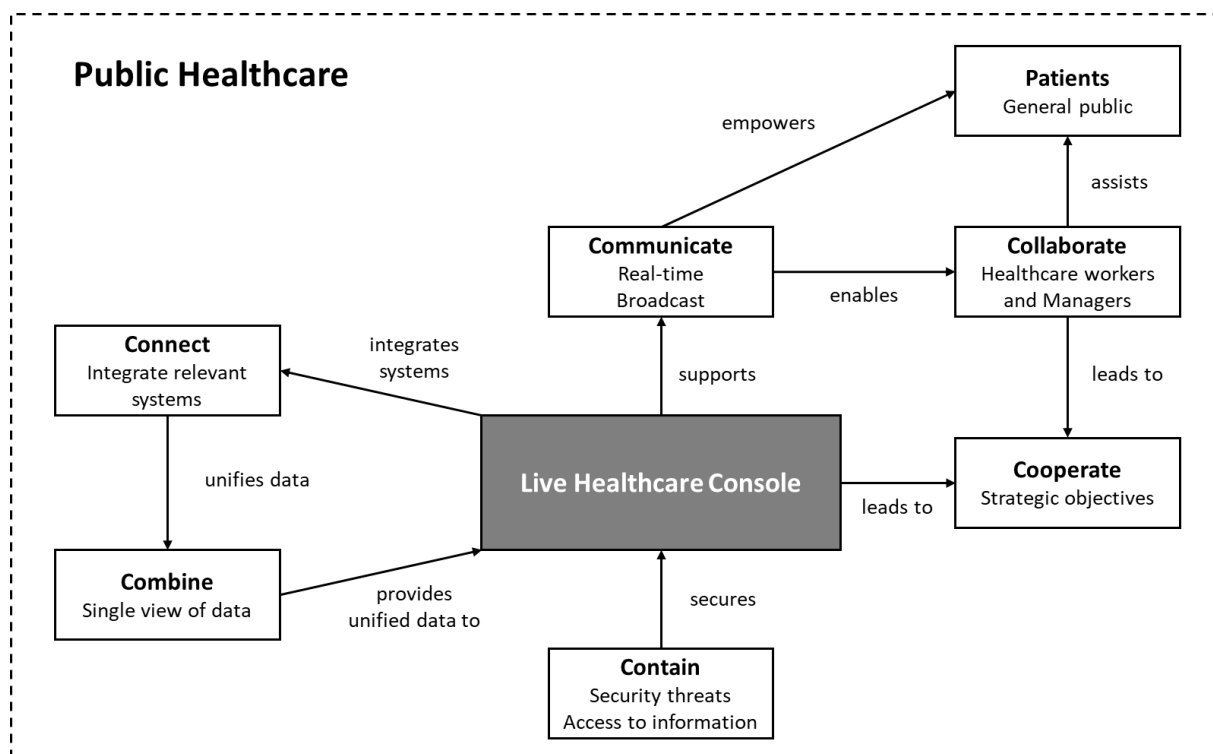 Public Healthcare
Patients
General public
empowers
assists
Communicate
Real-time
Broadcast
enables
Collaborate
Healthcare workers
and Managers
Connect
Integrate relevant
systems
integrates
systems
supports
leads to
unifies data
Live Healthcare Console
leads to
Cooperate
Strategic objectives
Combine
Single view of data
provides
unified data to
secures
Contain
Security threats
Access to information